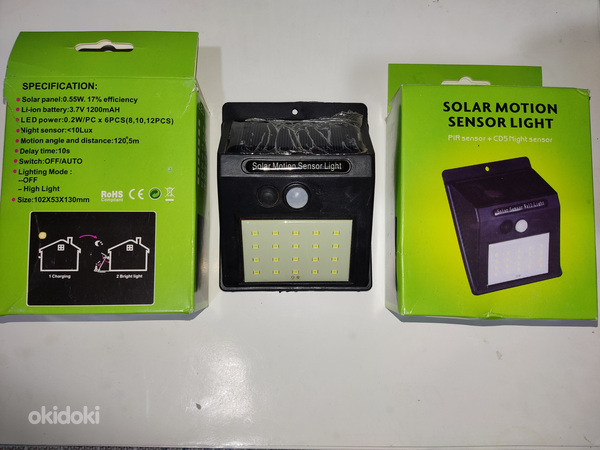 SPECIFICATION:
Solar panel:0.55W. 17% efficiency
Li-ion battery:3.7V 1200mAH
LED power:0.2W/PC x 6PCS(8,10,12PCS)
Night sensor:<10Lux
Motion angle and distance:120°,5m
Delay time:10s
Switch:OFF/AUTO
Lighting Mode :
–OFF
–High Light
Size:102X53X130mm
RoHS
Compliant
CE
1 Charging
2 Bright light
Solar Motion Sensor Light
SOLAR MOTION
SENSOR LIGHT
PIR sensor + CDS Night sensor
okidoki